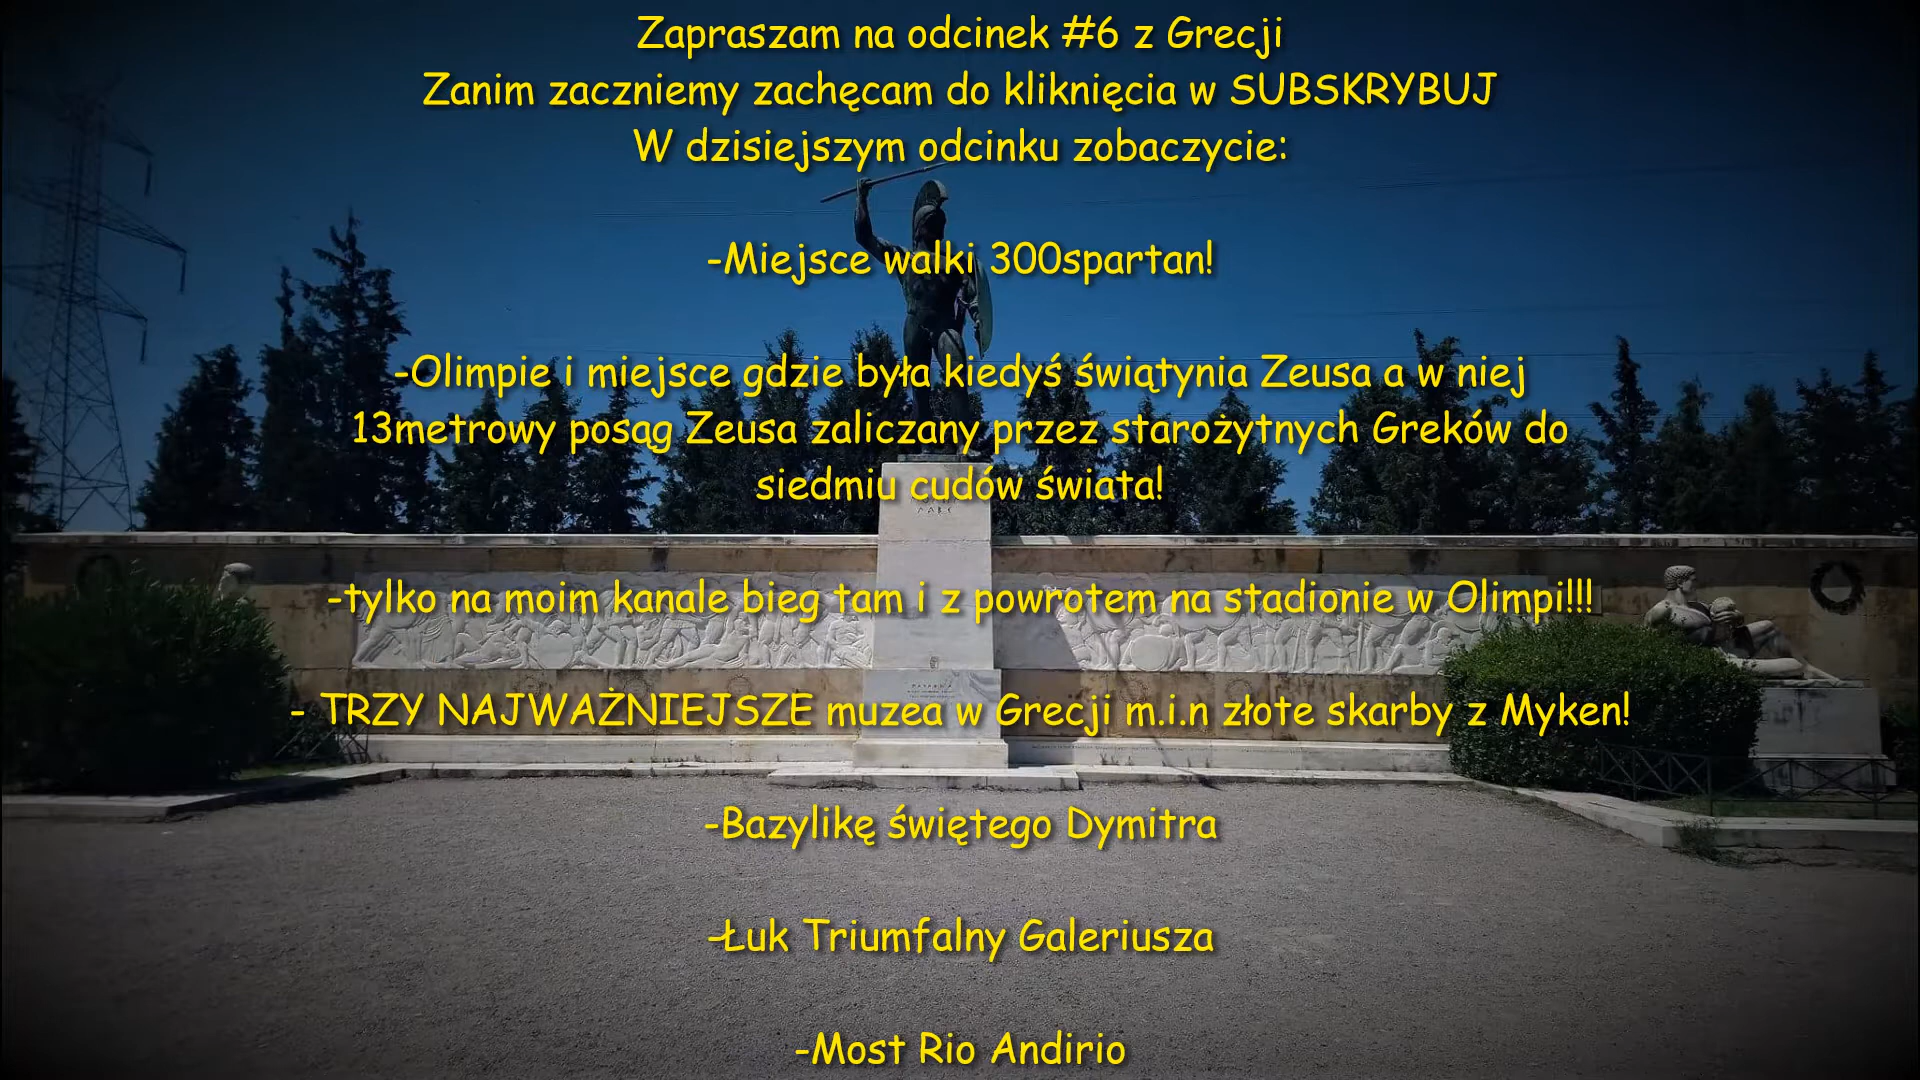 Zapraszam na odcinek #6 z Grecji
Zanim zaczniemy zachęcam do kliknięcia w SUBSKRYBUJ
W dzisiejszym odcinku zobaczycie:
-Miejsce walki 300spartan!
-Olimpie i miejsce gdzie była kiedyś świątynia Zeusa a w niej
13metrowy posąg Zeusa zaliczany przez starożytnych Greków do
siedmiu cudów świata!
-tylko na moim kanale bieg tam i z powrotem na stadionie w Olimpi!!!
- TRZY NAJWAŻNIEJSZE muzea w Grecji m.i.n złote skarby z Myken!
-Bazylikę świętego Dymitra
-Łuk Triumfalny Galeriusza
-Most Rio Andirio